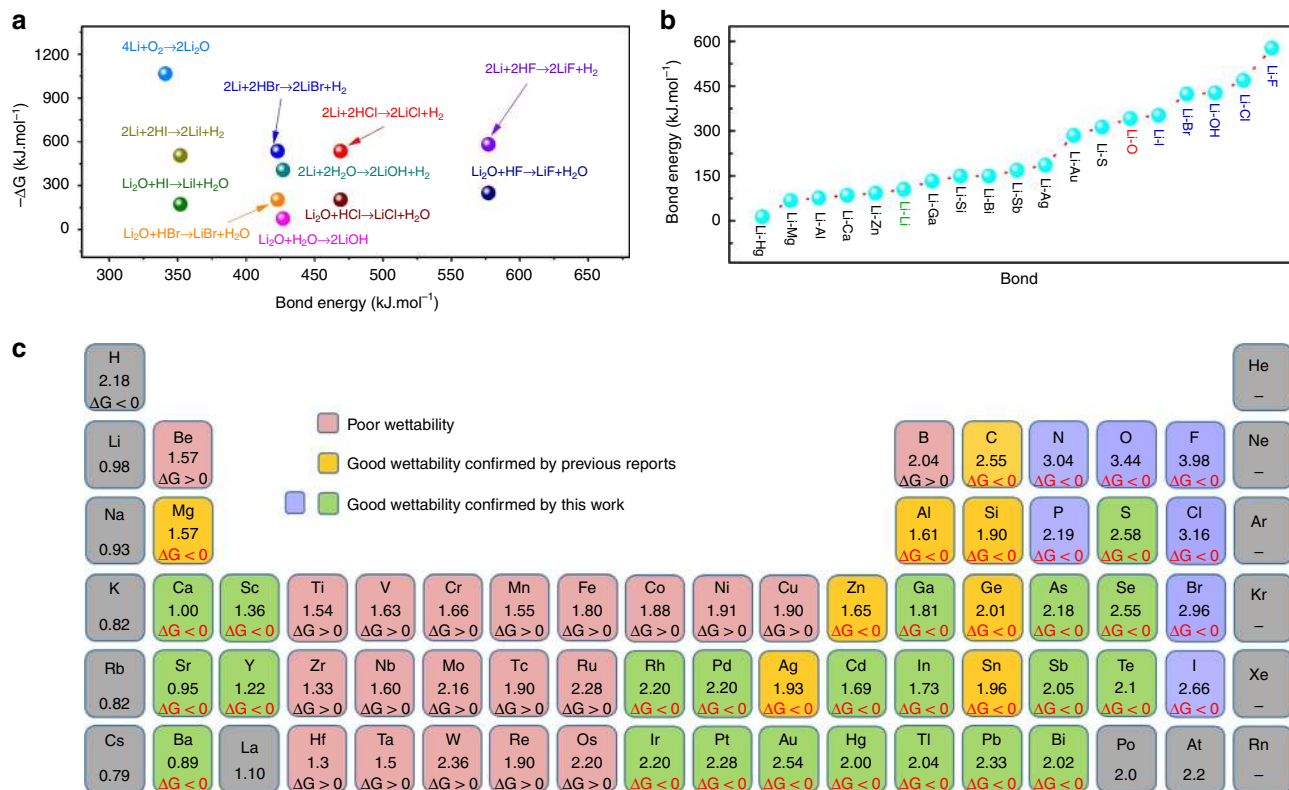 a
1200
900
600
300
0
−ΔG (kJ.mol⁻¹)
4Li+O₂→2Li₂O
2Li+2HBr→2LiBr+H₂
2Li+2HF→2LiF+H₂
2Li+2HCl→2LiCl+H₂
2Li+2HI→2LiI+H₂
2Li+2H₂O→2LiOH+H₂
Li₂O+HF→LiF+H₂O
Li₂O+HI→LiI+H₂O
Li₂O+HCl→LiCl+H₂O
Li₂O+HBr→LiBr+H₂O
Li₂O+H₂O→2LiOH
300 350 400 450 500 550 600 650
Bond energy (kJ.mol⁻¹)
b
600
450
300
150
0
Bond energy (kJ.mol⁻¹)
Li-Hg
Li-Mg
Li-Al
Li-Ca
Li-Zn
Li-Li
Li-Ga
Li-Si
Li-Bi
Li-Sb
Li-Ag
Li-Au
Li-S
Li-O
Li-I
Li-Br
Li-OH
Li-Cl
Li-F
Bond
c
H He
2.18 –
ΔG < 0
Poor wettability
Good wettability confirmed by previous reports
Good wettability confirmed by this work
Li Be B C N O F Ne
0.98 1.57 2.04 2.55 3.04 3.44 3.98 –
ΔG > 0 ΔG > 0 ΔG < 0 ΔG < 0 ΔG < 0 ΔG < 0
Na Mg Al Si P S Cl Ar
0.93 1.57 1.61 1.90 2.19 2.58 3.16 –
ΔG < 0 ΔG < 0 ΔG < 0 ΔG < 0 ΔG < 0 ΔG < 0
K Ca Sc Ti V Cr Mn Fe Co Ni Cu Zn Ga Ge As Se Br Kr
0.82 1.00 1.36 1.54 1.63 1.66 1.55 1.80 1.88 1.91 1.90 1.65 1.81 2.01 2.18 2.55 2.96 –
ΔG < 0 ΔG < 0 ΔG > 0 ΔG > 0 ΔG > 0 ΔG > 0 ΔG > 0 ΔG > 0 ΔG > 0 ΔG > 0 ΔG < 0 ΔG < 0 ΔG < 0 ΔG < 0 ΔG < 0 ΔG < 0
Rb Sr Y Zr Nb Mo Tc Ru Rh Pd Ag Cd In Sn Sb Te I Xe
0.82 0.95 1.22 1.33 1.60 2.16 1.90 2.28 2.20 2.20 1.93 1.69 1.73 1.96 2.05 2.1 2.66 –
ΔG < 0 ΔG < 0 ΔG > 0 ΔG > 0 ΔG > 0 ΔG > 0 ΔG > 0 ΔG < 0 ΔG < 0 ΔG < 0 ΔG < 0 ΔG < 0 ΔG < 0 ΔG < 0 ΔG < 0 ΔG < 0
Cs Ba La Hf Ta W Re Os Ir Pt Au Hg Tl Pb Bi Po At Rn
0.79 0.89 1.10 1.3 1.5 2.36 1.90 2.20 2.20 2.28 2.54 2.00 2.04 2.33 2.02 2.0 2.2 –
ΔG < 0 ΔG > 0 ΔG > 0 ΔG > 0 ΔG > 0 ΔG > 0 ΔG < 0 ΔG < 0 ΔG < 0 ΔG < 0 ΔG < 0 ΔG < 0 ΔG < 0